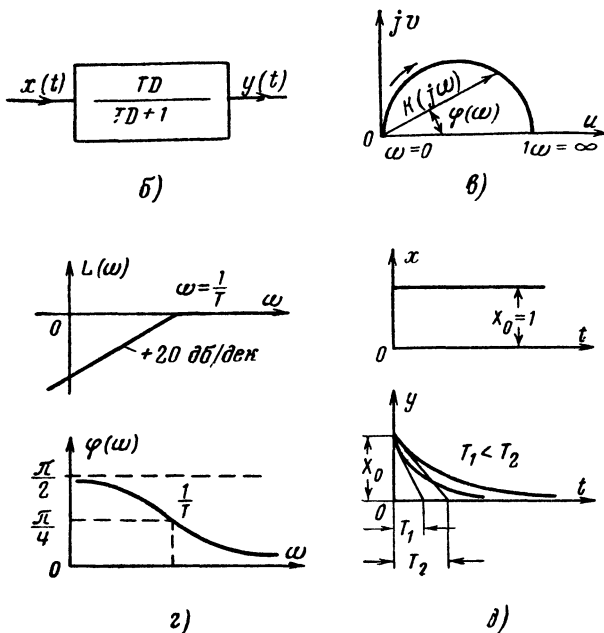 x(t)
TD
TD+1
y(t)
б)
jv
K(jω)
φ(ω)
0
ω=0
1
ω=∞
u
в)
L(ω)
ω=1/T
ω
0
+20 дб/дек
φ(ω)
π/2
1/T
π/4
0
ω
г)
x
X₀=1
0
t
y
X₀
T₁<T₂
t
0
T₁
T₂
д)